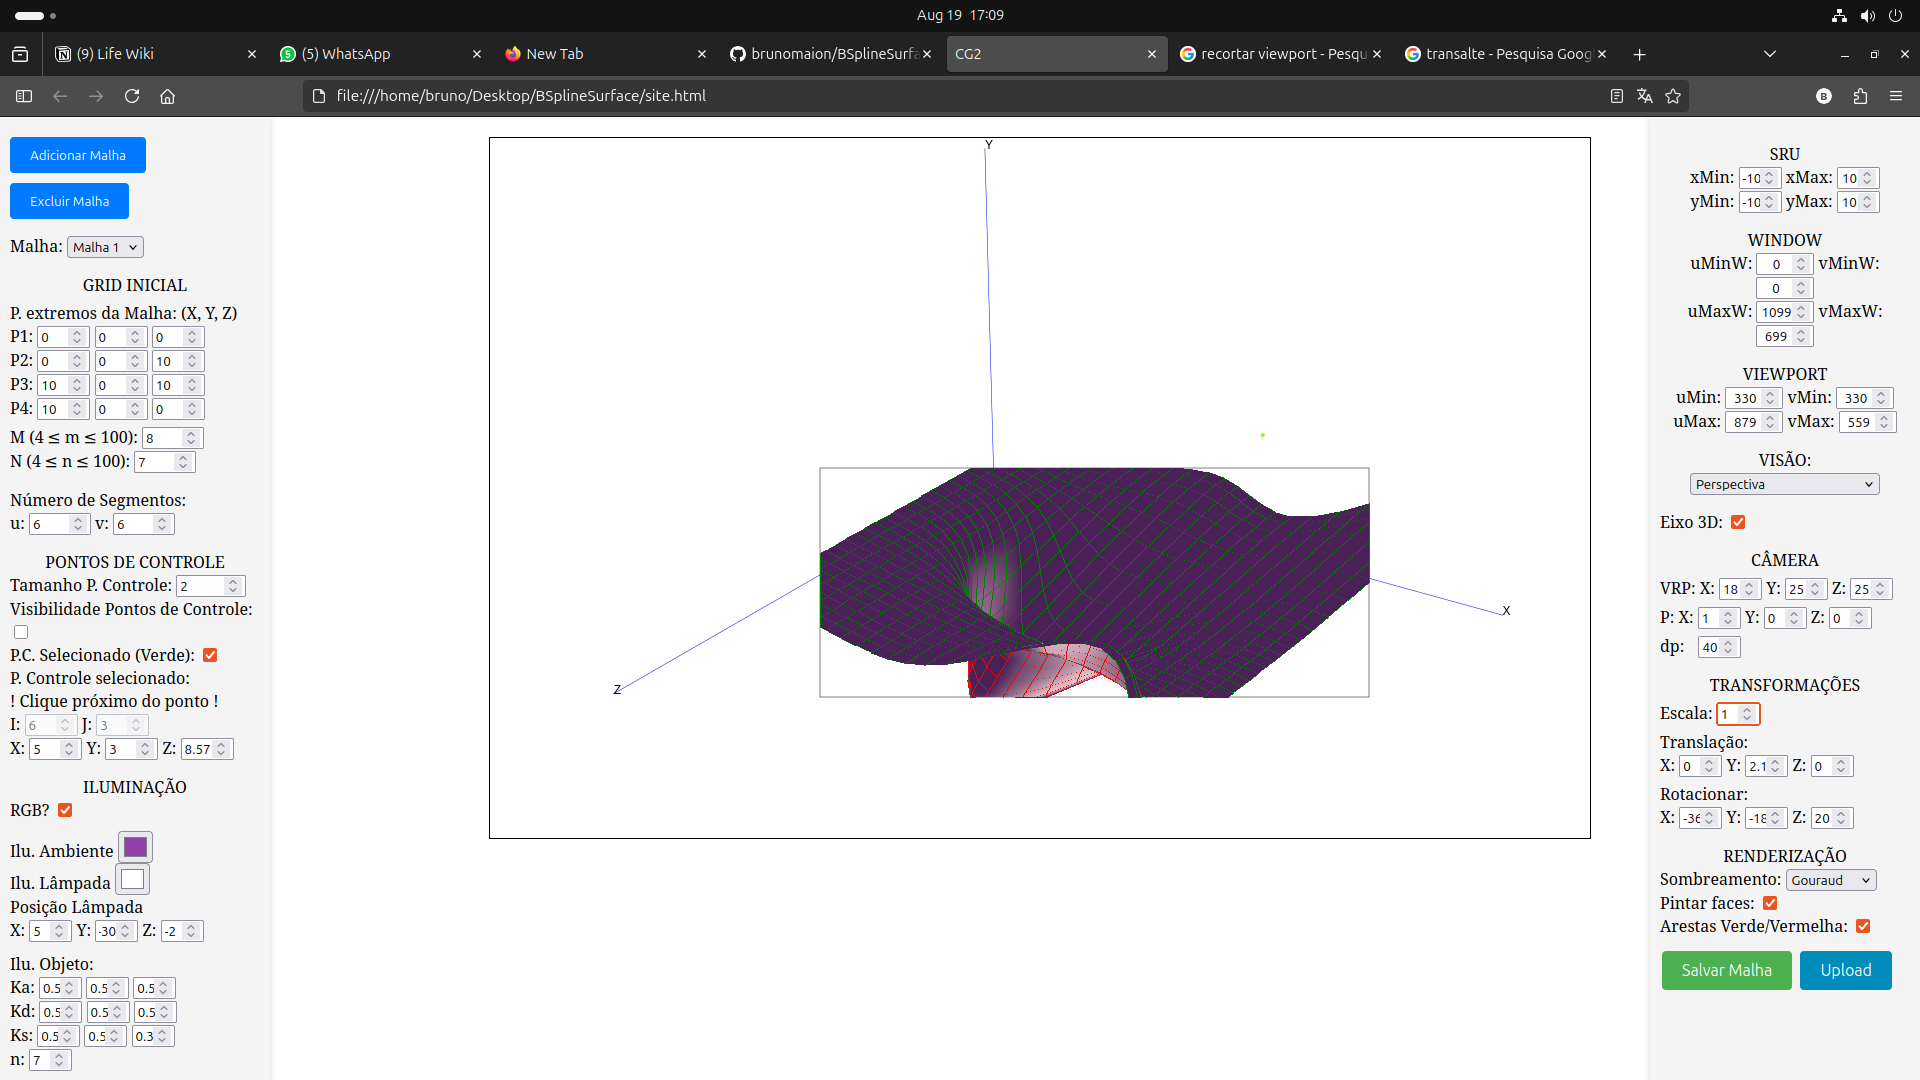 Aug 19 17:09
(9) Life Wiki
(5) WhatsApp
New Tab
brunomaion/BSplineSurfa
CG2
recortar viewport - Pesqu
transalte - Pesquisa Goog
file:///home/bruno/Desktop/BSplineSurface/site.html
B
Adicionar Malha
Excluir Malha
Malha: Malha 1
GRID INICIAL
P. extremos da Malha: (X, Y, Z)
P1: 0 0 0
P2: 0 0 10
P3: 10 0 10
P4: 10 0 0
M (4 ≤ m ≤ 100): 8
N (4 ≤ n ≤ 100): 7
Número de Segmentos:
u: 6 v: 6
PONTOS DE CONTROLE
Tamanho P. Controle: 2
Visibilidade Pontos de Controle:
P.C. Selecionado (Verde):
P. Controle selecionado:
! Clique próximo do ponto !
I: 6 J: 3
X: 5 Y: 3 Z: 8.57
ILUMINAÇÃO
RGB?
Ilu. Ambiente
Ilu. Lâmpada
Posição Lâmpada
X: 5 Y: -30 Z: -2
Ilu. Objeto:
Ka: 0.5 0.5 0.5
Kd: 0.5 0.5 0.5
Ks: 0.5 0.5 0.3
n: 7
Y
X
Z
SRU
xMin: -10 xMax: 10
yMin: -10 yMax: 10
WINDOW
uMinW: 0 vMinW:
0
uMaxW: 1099 vMaxW:
699
VIEWPORT
uMin: 330 vMin: 330
uMax: 879 vMax: 559
VISÃO:
Perspectiva
Eixo 3D:
CÂMERA
VRP: X: 18 Y: 25 Z: 25
P: X: 1 Y: 0 Z: 0
dp: 40
TRANSFORMAÇÕES
Escala: 1
Translação:
X: 0 Y: 2.1 Z: 0
Rotacionar:
X: -36 Y: -18 Z: 20
RENDERIZAÇÃO
Sombreamento: Gouraud
Pintar faces:
Arestas Verde/Vermelha:
Salvar Malha
Upload